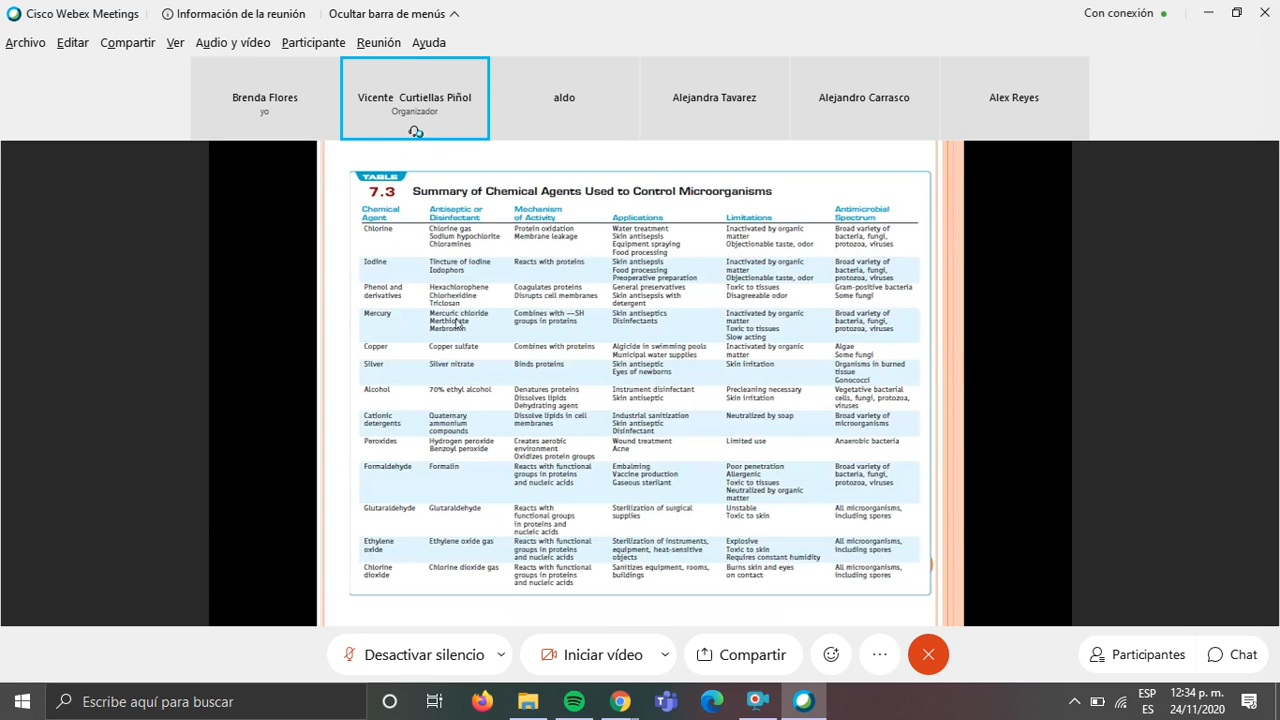 Cisco Webex Meetings
Información de la reunión
Ocultar barra de menús
Con conexión
Archivo Editar Compartir Ver Audio y vídeo Participante Reunión Ayuda
Brenda Flores
yo
Vicente Curtiellas Piñol
Organizador
aldo
Alejandra Tavarez
Alejandro Carrasco
Alex Reyes
TABLE
7.3 Summary of Chemical Agents Used to Control Microorganisms
Chemical Antiseptic or Mechanism Antimicrobial
Agent Disinfectant of Activity Applications Limitations Spectrum
Chlorine Chlorine gas Protein oxidation Water treatment Inactivated by organic Broad variety of
Sodium hypochlorite Membrane leakage Skin antisepsis matter bacteria, fungi,
Chloramines Equipment spraying Objectionable taste, odor protozoa, viruses
Food processing
Iodine Tincture of iodine Reacts with proteins Skin antisepsis Inactivated by organic Broad variety of
Iodophors Food processing matter bacteria, fungi,
Preoperative preparation Objectionable taste, odor protozoa, viruses
Phenol and Hexachlorophene Coagulates proteins General preservatives Toxic to tissues Gram-positive bacteria
derivatives Chlorhexidine Disrupts cell membranes Skin antisepsis with Disagreeable odor Some fungi
Triclosan detergent
Mercury Mercuric chloride Combines with —SH Skin antiseptics Inactivated by organic Broad variety of
groups in proteins Disinfectants matter bacteria, fungi,
Toxic to tissues protozoa, viruses
Slow acting
Copper Copper sulfate Combines with proteins Algicide in swimming pools Inactivated by organic Algae
Municipal water supplies matter Some fungi
Silver Silver nitrate Binds proteins Skin antiseptic Skin irritation Organisms in burned
Eyes of newborns tissue
Gonococci
Alcohol 70% ethyl alcohol Denatures proteins Instrument disinfectant Precleaning necessary Vegetative bacterial
Dissolves lipids Skin antiseptic Skin irritation cells, fungi, protozoa,
Dehydrating agent viruses
Cationic Quaternary Dissolve lipids in cell Industrial sanitization Neutralized by soap Broad variety of
detergents ammonium membranes Skin antiseptic microorganisms
compounds Disinfectant
Peroxides Hydrogen peroxide Creates aerobic Wound treatment Limited use Anaerobic bacteria
Benzoyl peroxide environment Acne
Oxidizes protein groups
Formaldehyde Formalin Reacts with functional Embalming Poor penetration Broad variety of
groups in proteins Vaccine production Allergenic bacteria, fungi,
and nucleic acids Gaseous sterilant Toxic to tissues protozoa, viruses
Neutralized by organic
matter
Glutaraldehyde Glutaraldehyde Reacts with Sterilization of surgical Unstable All microorganisms,
functional groups supplies Toxic to skin including spores
in proteins and
nucleic acids
Ethylene Ethylene oxide gas Reacts with functional Sterilization of instruments, Explosive All microorganisms,
oxide groups in proteins equipment, heat-sensitive Toxic to skin including spores
and nucleic acids objects Requires constant humidity
Chlorine Chlorine dioxide gas Reacts with functional Sanitizes equipment, rooms, Burns skin and eyes All microorganisms,
dioxide groups in proteins buildings on contact including spores
and nucleic acids
Desactivar silencio
Iniciar vídeo
Compartir
Participantes
Chat
Escribe aquí para buscar
ESP 12:34 p. m.
ES 24/11/2020